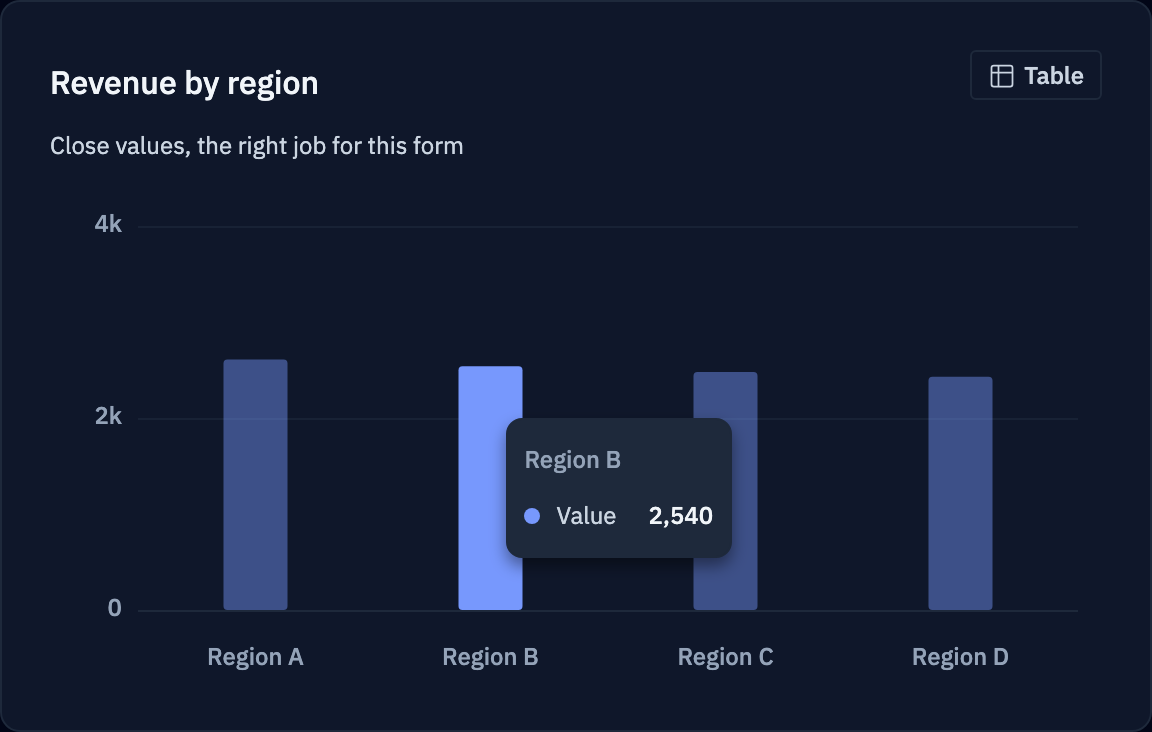 Revenue by region
Table
Close values, the right job for this form
4k
2k
0
Region B
Value 2,540
Region A
Region B
Region C
Region D